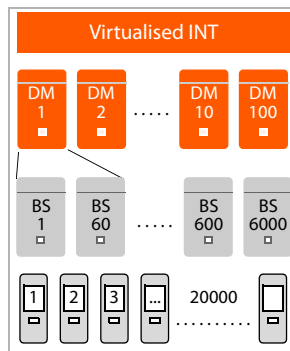 Virtualised INT
DM 1 DM 2 ..... DM 10 DM 100
BS 1 BS 60 ..... BS 600 BS 6000
1 2 3 ... 20000
..........